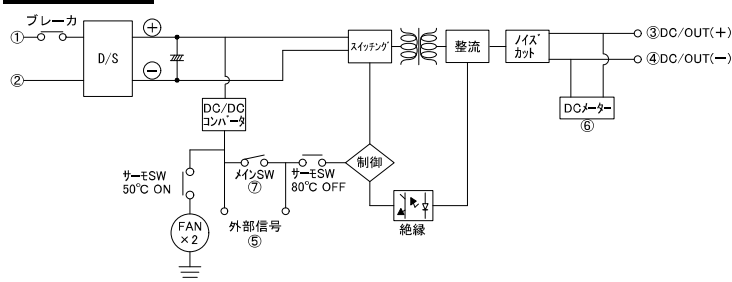 ブレーカ
①
②
D/S
＋
－
スイッチング
整流
ノイズ
カット
③DC/OUT(+)
④DC/OUT(−)
DCメーター
⑥
DC/DC
コンバータ
サーモSW
50℃ ON
メインSW
⑦
サーモSW
80℃ OFF
制御
FAN
×2
外部信号
⑤
絶縁